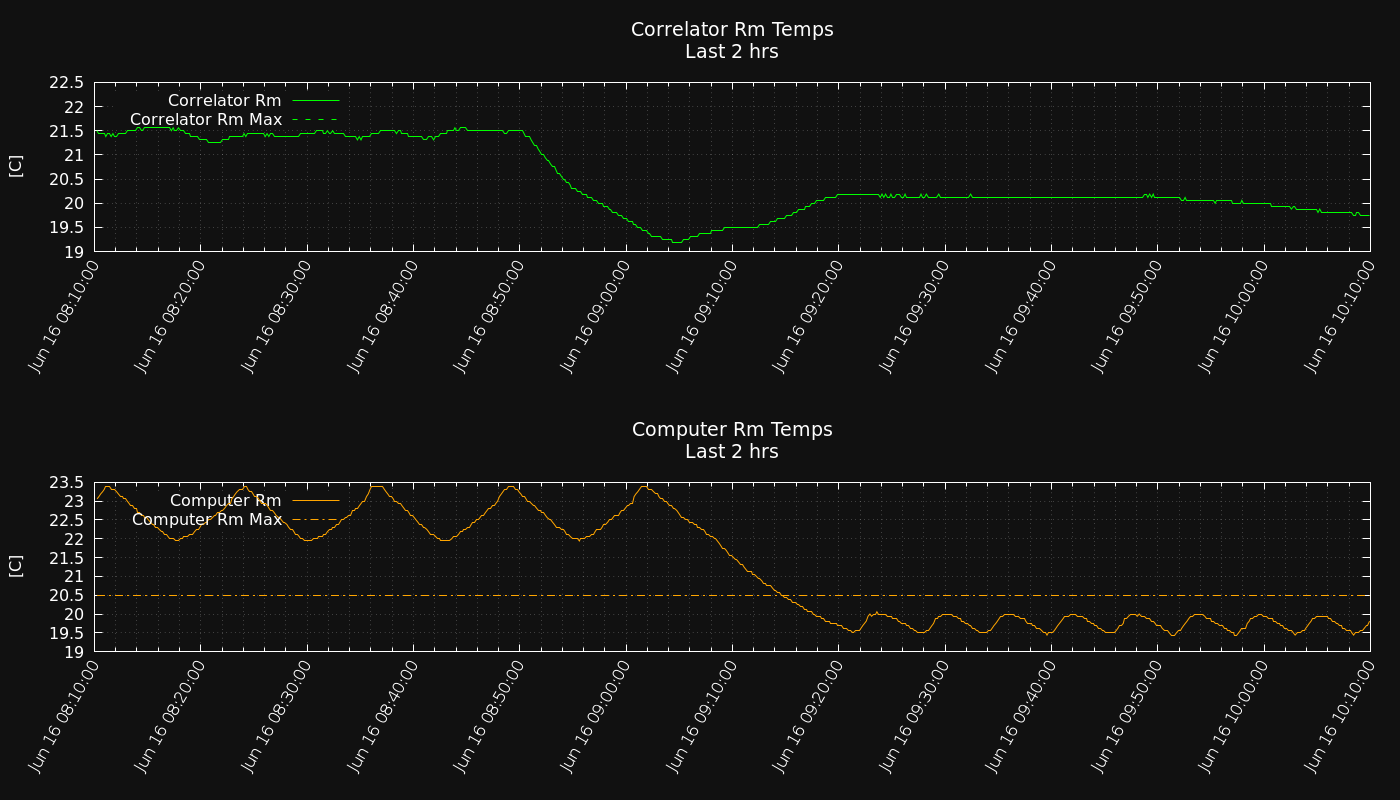 Correlator Rm Temps
Last 2 hrs
22.5
22
21.5
21
20.5
20
19.5
19
[C]
Correlator Rm
Correlator Rm Max
Jun 16 08:10:00
Jun 16 08:20:00
Jun 16 08:30:00
Jun 16 08:40:00
Jun 16 08:50:00
Jun 16 09:00:00
Jun 16 09:10:00
Jun 16 09:20:00
Jun 16 09:30:00
Jun 16 09:40:00
Jun 16 09:50:00
Jun 16 10:00:00
Jun 16 10:10:00
Computer Rm Temps
Last 2 hrs
23.5
23
22.5
22
21.5
21
20.5
20
19.5
19
[C]
Computer Rm
Computer Rm Max
Jun 16 08:10:00
Jun 16 08:20:00
Jun 16 08:30:00
Jun 16 08:40:00
Jun 16 08:50:00
Jun 16 09:00:00
Jun 16 09:10:00
Jun 16 09:20:00
Jun 16 09:30:00
Jun 16 09:40:00
Jun 16 09:50:00
Jun 16 10:00:00
Jun 16 10:10:00